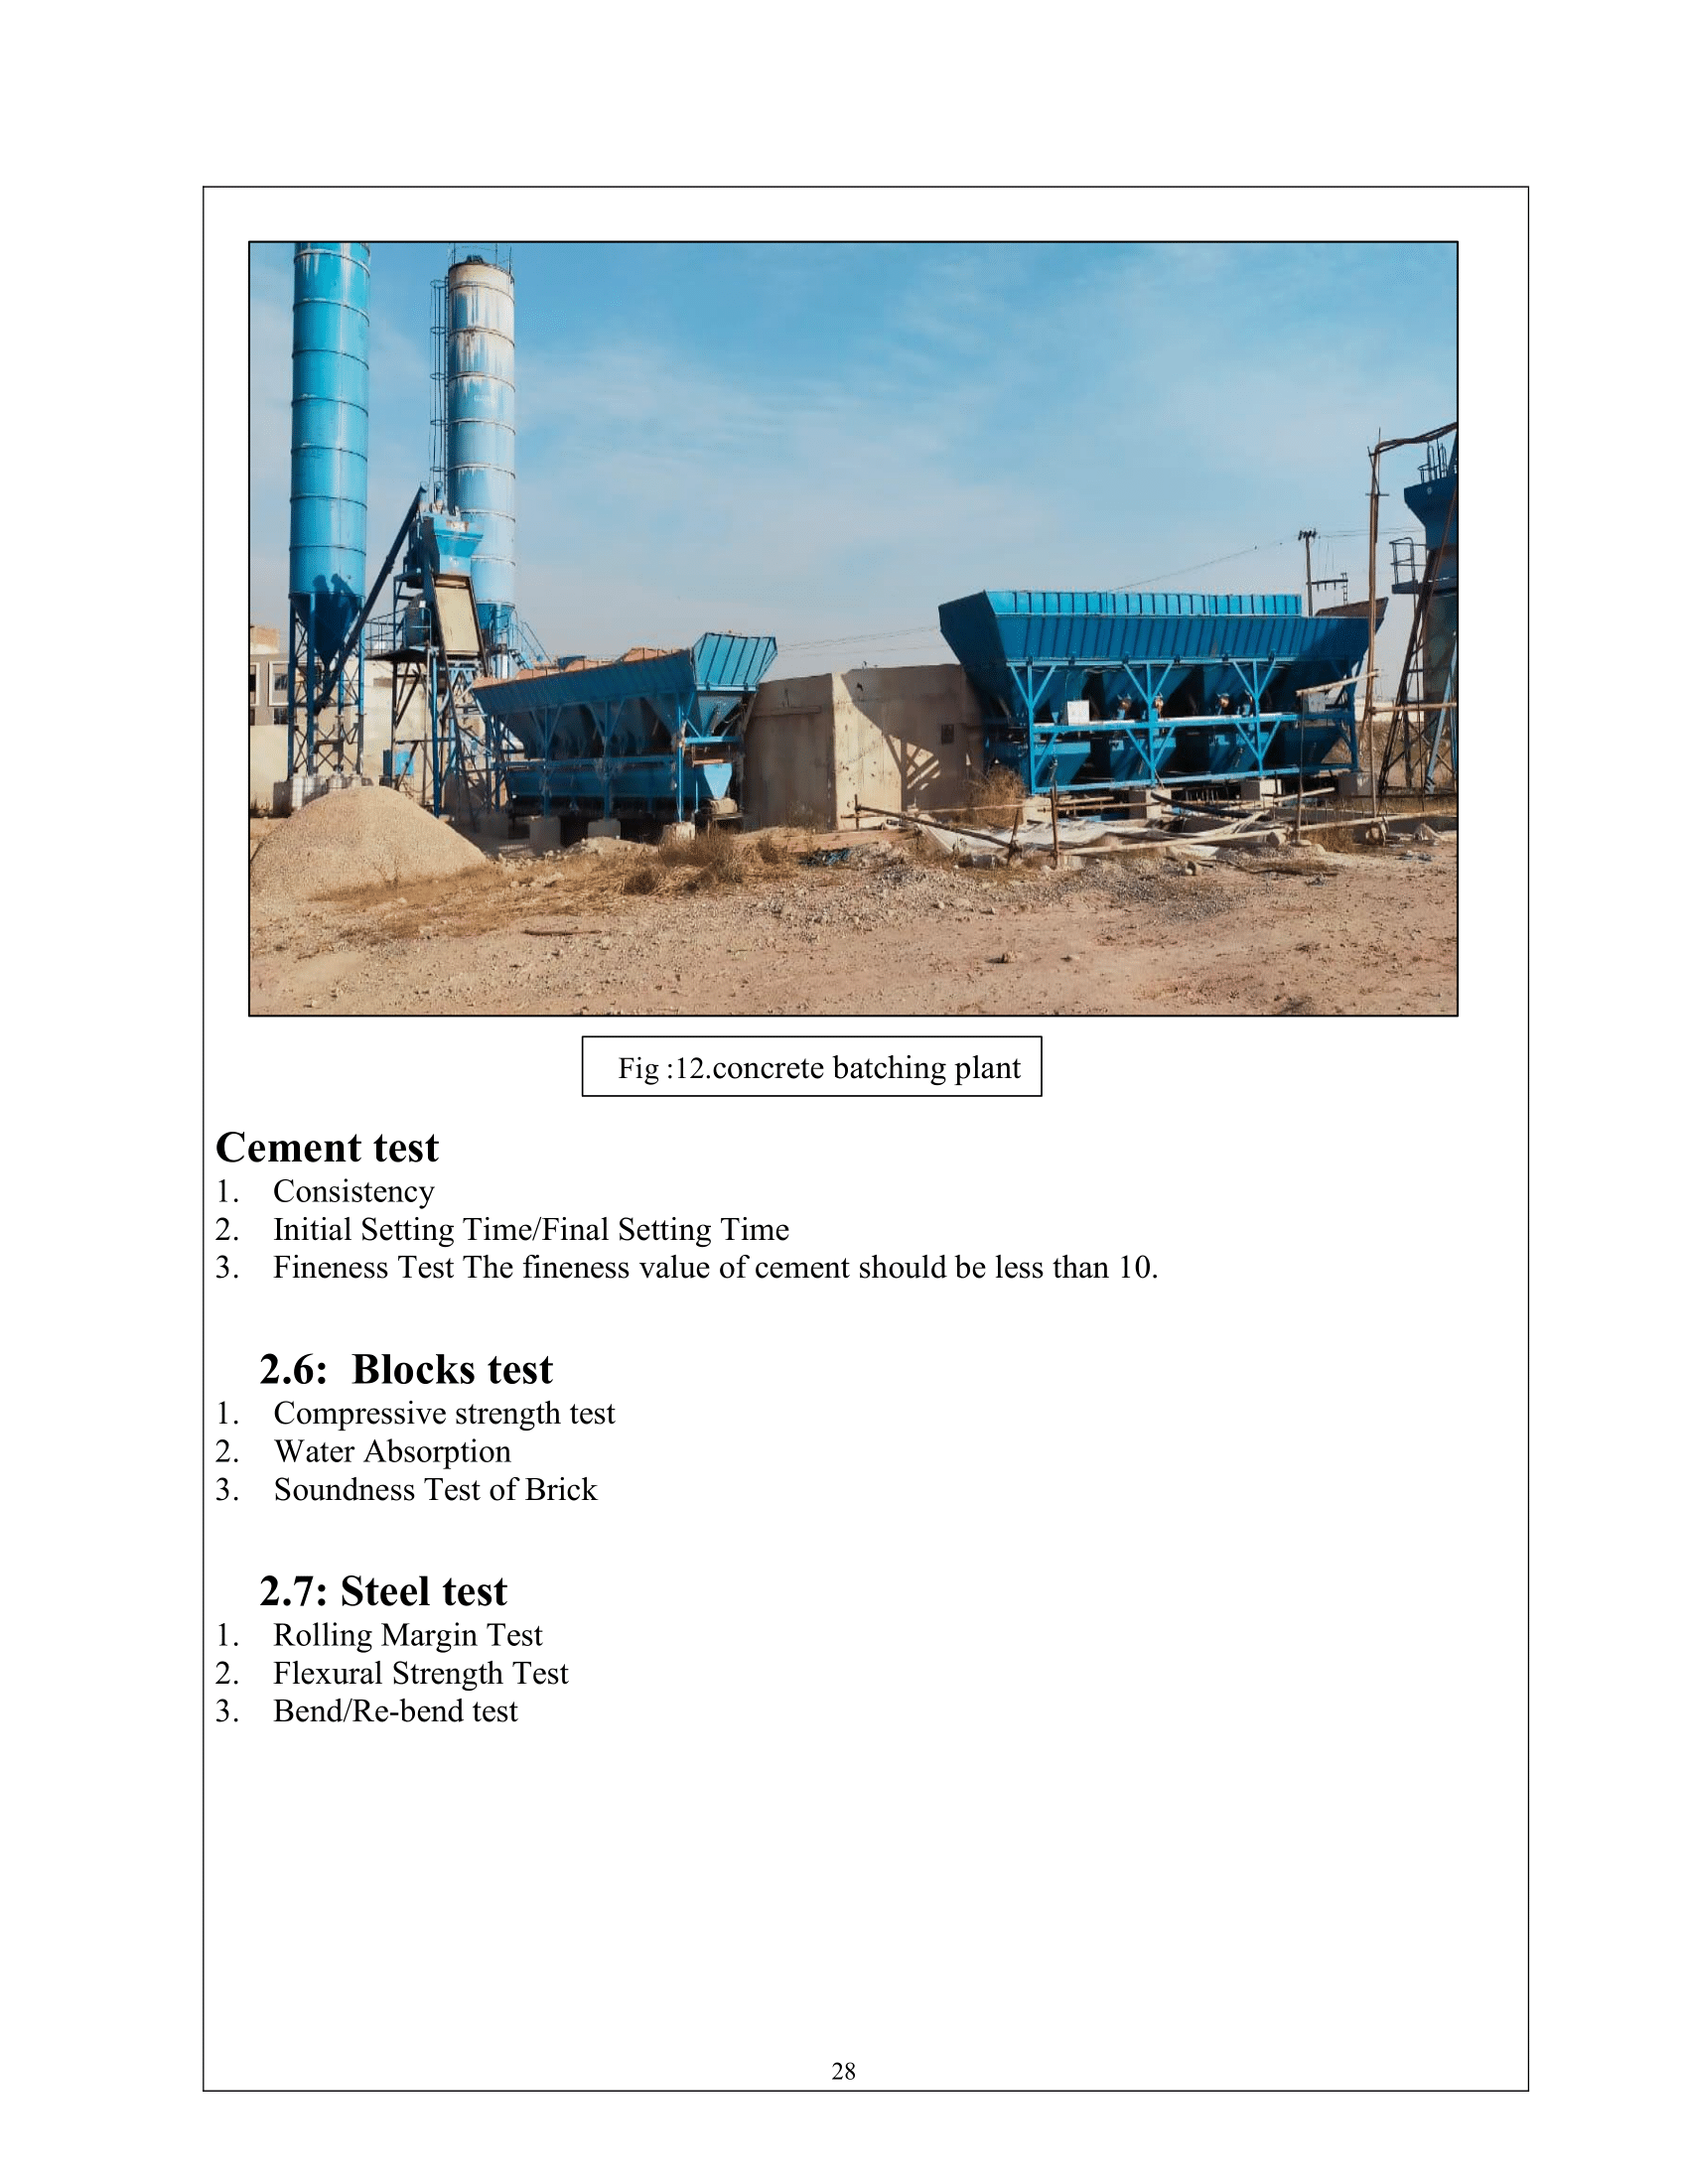 Fig :12.concrete batching plant
Cement test
1. Consistency
2. Initial Setting Time/Final Setting Time
3. Fineness Test The fineness value of cement should be less than 10.
2.6: Blocks test
1. Compressive strength test
2. Water Absorption
3. Soundness Test of Brick
2.7: Steel test
1. Rolling Margin Test
2. Flexural Strength Test
3. Bend/Re-bend test
28